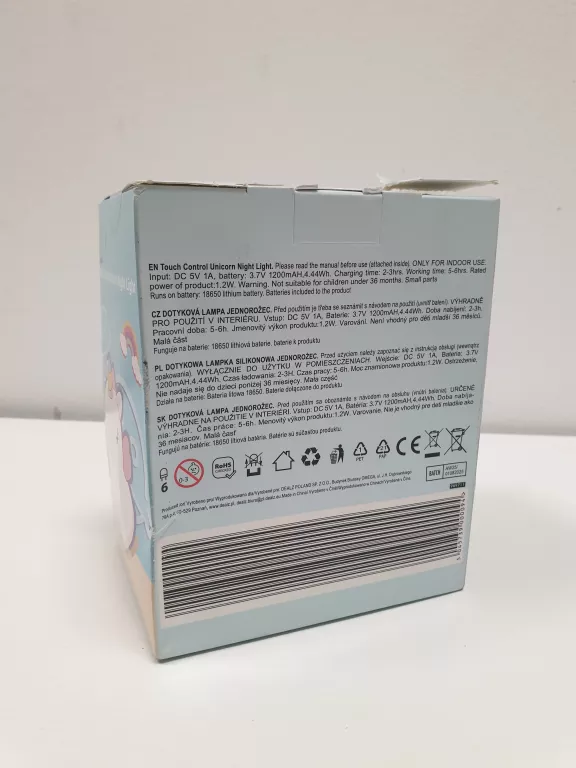 EN Touch Control Unicorn Night Light. Please read the manual before use (attached inside). ONLY FOR INDOOR USE.
Input: DC 5V 1A, battery: 3.7V 1200mAH,4.44Wh. Charging time: 2-3hrs. Working time: 5-6hrs. Rated
power of product:1.2W. Warning: Not suitable for children under 36 months. Small parts
Runs on battery: 18650 lithium battery. Batteries included to the product
CZ DOTYKOVÁ LAMPA JEDNOROŽEC. Před použitím je třeba se seznámit s návodem na použití (uvnitř balení). VÝHRADNĚ
PRO POUŽITÍ V INTERIÉRU. Vstup: DC 5V 1A, Baterie: 3.7V 1200mAH,4.44Wh. Doba nabíjení: 2-3h.
Pracovní doba: 5-6h. Jmenovitý výkon produktu:1.2W. Varování. Není vhodný pro děti mladší 36 měsíců.
Malá část
Funguje na baterie: 18650 lithiová baterie. baterie k produktu
PL DOTYKOWA LAMPKA SILIKONOWA JEDNOROŻEC. Przed użyciem należy zapoznać się z instrukcją obsługi (wewnątrz
opakowania). WYŁĄCZNIE DO UŻYTKU W POMIESZCZENIACH. Wejście: DC 5V 1A, Bateria: 3.7V
1200mAH,4.44Wh. Czas ładowania: 2-3H. Czas pracy: 5-6h. Moc znamionowa produktu:1.2W. Ostrzeżenie.
Nie nadaje się do dzieci poniżej 36 miesięcy. Mała część
Działa na baterie: Bateria litowa 18650. Baterie dołączone do produktu
SK DOTYKOVÁ LAMPA JEDNOROŽEC. Pred použitím sa oboznámte s návodom na obsluhu (vnútri balenia). URČENÉ
VÝHRADNE NA POUŽITIE V INTERIÉRI. Vstup: DC 5V 1A, Batéria: 3.7V 1200mAH,4.44Wh. Doba nabíja-
nia: 2-3H. Čas práce: 5-6h. Menovitý výkon produktu:1.2W. Varovanie. Nie je vhodný pre deti mladšie ako
36 mesiacov. Malá časť
Funguje na batérie: 18650 lítiová batéria. Batérie sú súčasťou produktu.
6
0-3
RoHS
1
PET
21
PAP
CE
BATCH
Made in China/ Wyprodukowano w Chinach/Vyrobeno v Číně